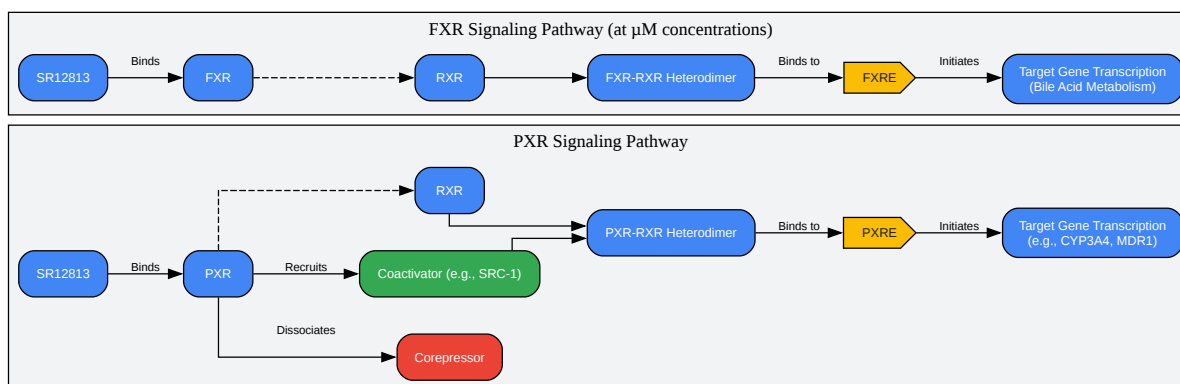 FXR Signaling Pathway (at µM concentrations)
SR12813
Binds
FXR
RXR
FXR-RXR Heterodimer
Binds to
FXRE
Initiates
Target Gene Transcription
(Bile Acid Metabolism)
PXR Signaling Pathway
RXR
SR12813
Binds
PXR
Recruits
Coactivator (e.g., SRC-1)
PXR-RXR Heterodimer
Binds to
PXRE
Initiates
Target Gene Transcription
(e.g., CYP3A4, MDR1)
Dissociates
Corepressor